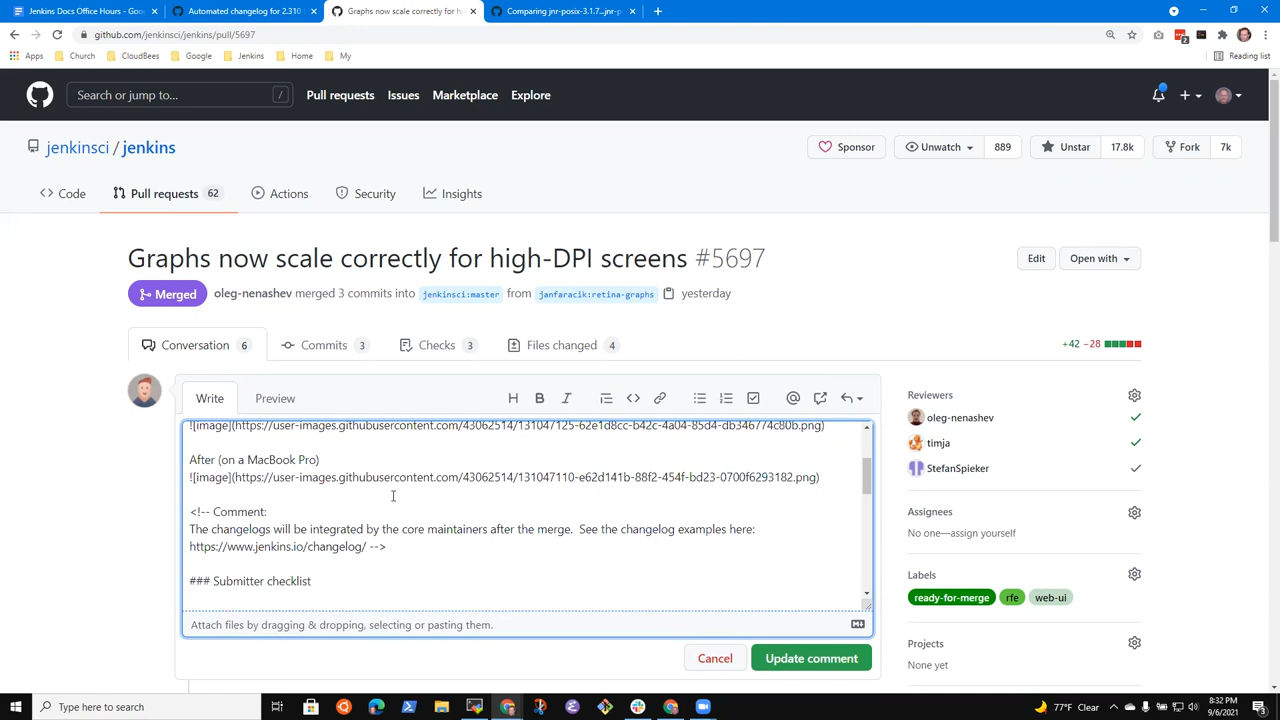 Jenkins Docs Office Hours - Goo
Automated changelog for 2.310
Graphs now scale correctly for hi
Comparing jnr-posix-3.1.7...jnr-p
github.com/jenkinsci/jenkins/pull/5697
Apps Church CloudBees Google Jenkins Home My Reading list
Search or jump to... /
Pull requests Issues Marketplace Explore
jenkinsci / jenkins
Sponsor Unwatch 889 Unstar 17.8k Fork 7k
Code Pull requests 62 Actions Security Insights
Graphs now scale correctly for high-DPI screens #5697
Edit Open with
Merged oleg-nenashev merged 3 commits into jenkinsci:master from janfaracik:retina-graphs yesterday
Conversation 6 Commits 3 Checks 3 Files changed 4
+42 −28
Write Preview
![image](https://user-images.githubusercontent.com/43062514/131047125-62e1d8cc-b42c-4a04-85d4-db346774c80b.png)
After (on a MacBook Pro)
![image](https://user-images.githubusercontent.com/43062514/131047110-e62d141b-88f2-454f-bd23-0700f6293182.png)
<!-- Comment:
The changelogs will be integrated by the core maintainers after the merge.  See the changelog examples here:
https://www.jenkins.io/changelog/ -->
### Submitter checklist
Attach files by dragging & dropping, selecting or pasting them.
Cancel Update comment
Reviewers
oleg-nenashev
timja
StefanSpieker
Assignees
No one—assign yourself
Labels
ready-for-merge rfe web-ui
Projects
None yet
Type here to search
77°F Clear
8:32 PM
9/6/2021